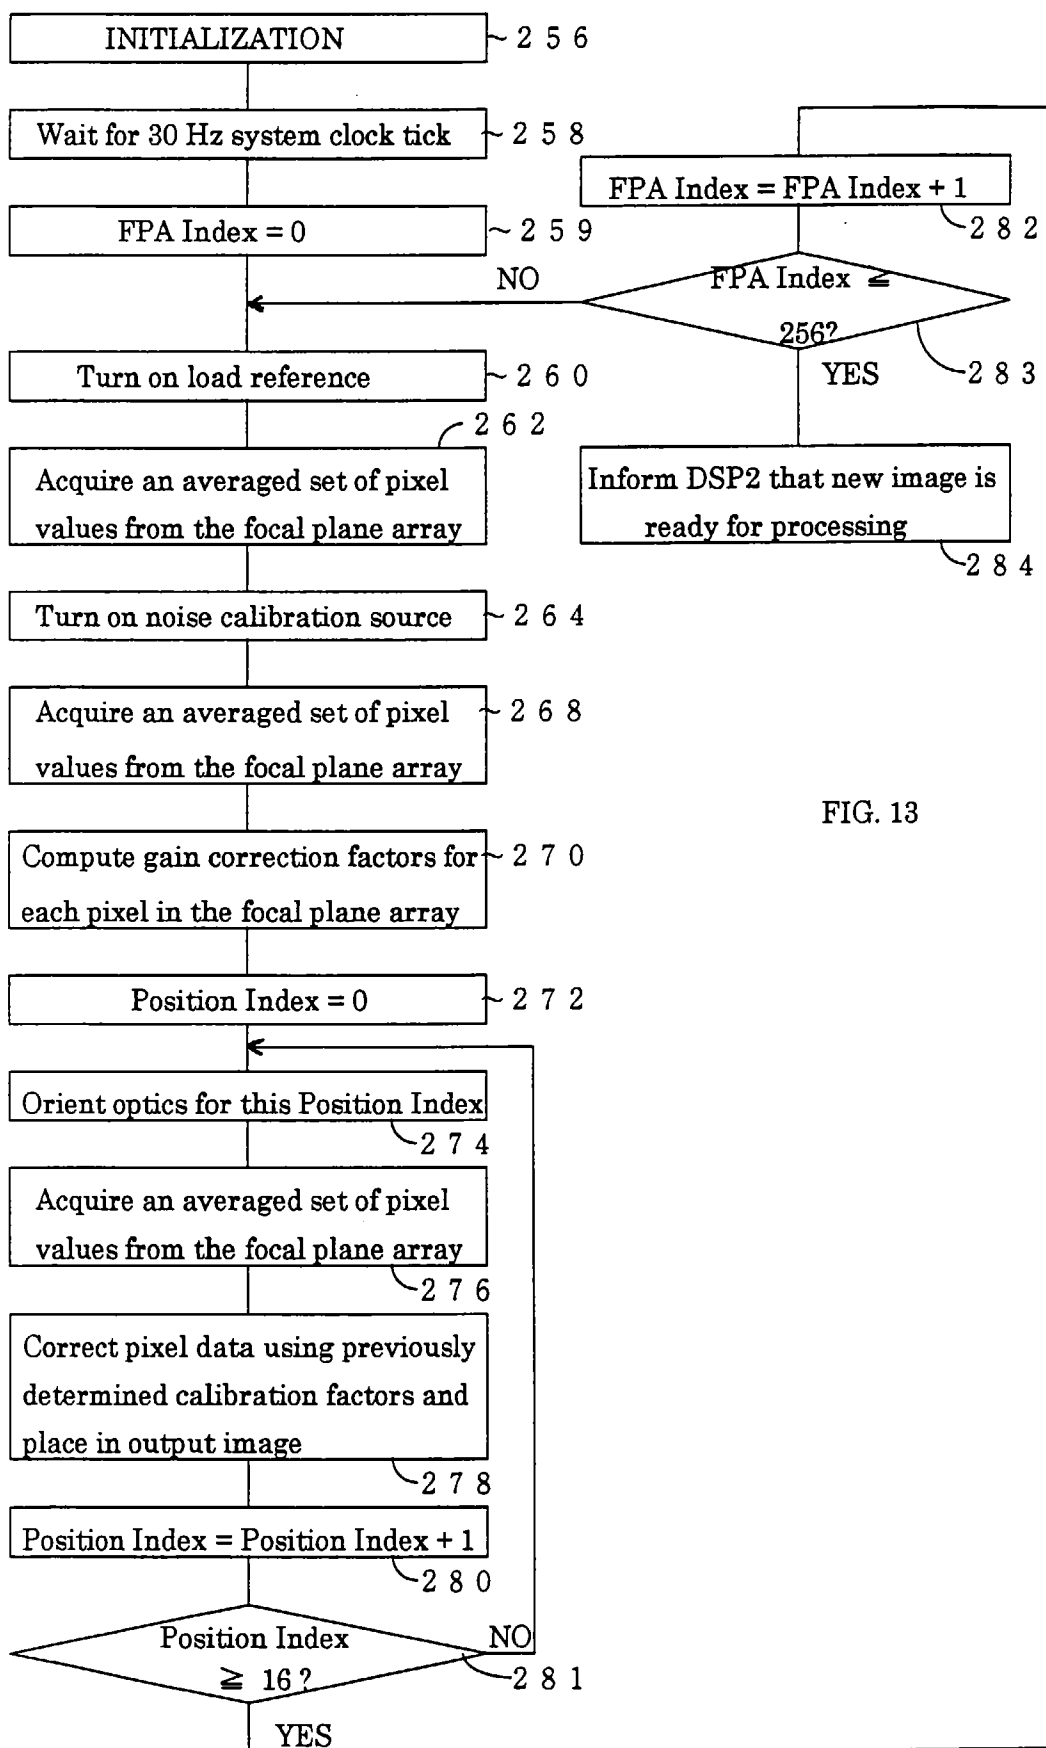 INITIALIZATION
~256
Wait for 30 Hz system clock tick
~258
FPA Index = 0
~259
Turn on load reference
~260
262
Acquire an averaged set of pixel
values from the focal plane array
Turn on noise calibration source
~264
Acquire an averaged set of pixel
~268
values from the focal plane array
Compute gain correction factors for
~270
each pixel in the focal plane array
Position Index = 0
~272
Orient optics for this Position Index
274
Acquire an averaged set of pixel
values from the focal plane array
276
Correct pixel data using previously
determined calibration factors and
place in output image
278
Position Index = Position Index + 1
280
Position Index
≧ 16?
NO
281
YES
FPA Index = FPA Index + 1
282
FPA Index ≦
256?
NO
283
YES
Inform DSP2 that new image is
ready for processing
284
FIG. 13